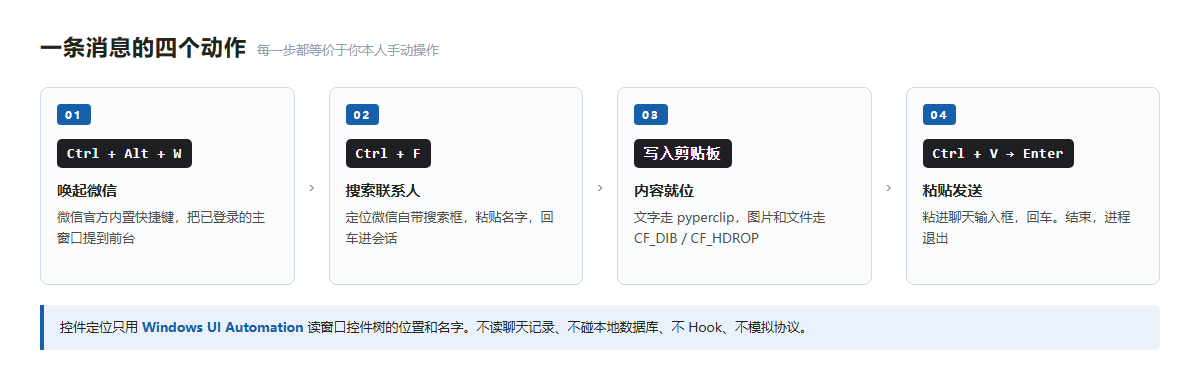 一条消息的四个动作 每一步都等价于你本人手动操作
01
Ctrl + Alt + W
唤起微信
微信官方内置快捷键，把已登录的主
窗口提到前台
›
02
Ctrl + F
搜索联系人
定位微信自带搜索框，粘贴名字，回
车进会话
›
03
写入剪贴板
内容就位
文字走 pyperclip，图片和文件走
CF_DIB / CF_HDROP
›
04
Ctrl + V → Enter
粘贴发送
粘进聊天输入框，回车。结束，进程
退出
控件定位只用 Windows UI Automation 读窗口控件树的位置和名字。不读聊天记录、不碰本地数据库、不 Hook、不模拟协议。